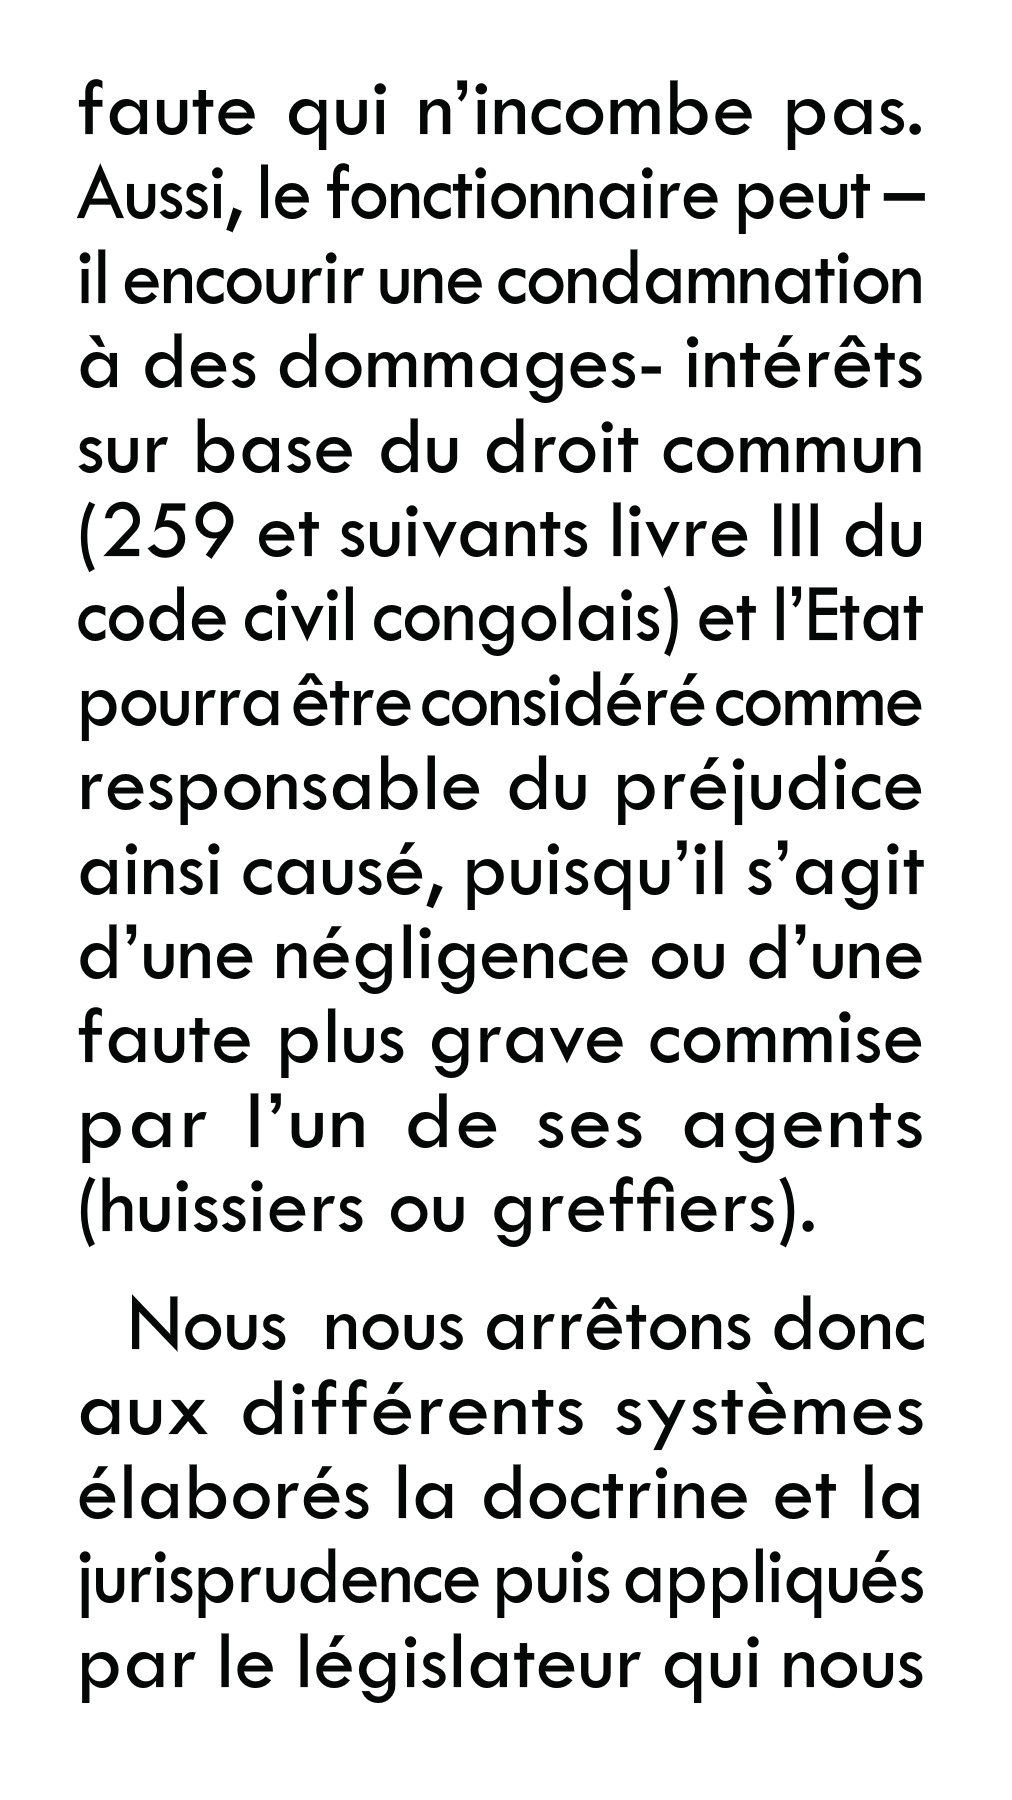 faute qui n’incombe pas.
Aussi, le fonctionnaire peut –
il encourir une condamnation
à des dommages- intérêts
sur base du droit commun
(259 et suivants livre III du
code civil congolais) et l’Etat
pourra être considéré comme
responsable du préjudice
ainsi causé, puisqu’il s’agit
d’une négligence ou d’une
faute plus grave commise
par l’un de ses agents
(huissiers ou greffiers).
Nous nous arrêtons donc
aux différents systèmes
élaborés la doctrine et la
jurisprudence puis appliqués
par le législateur qui nous